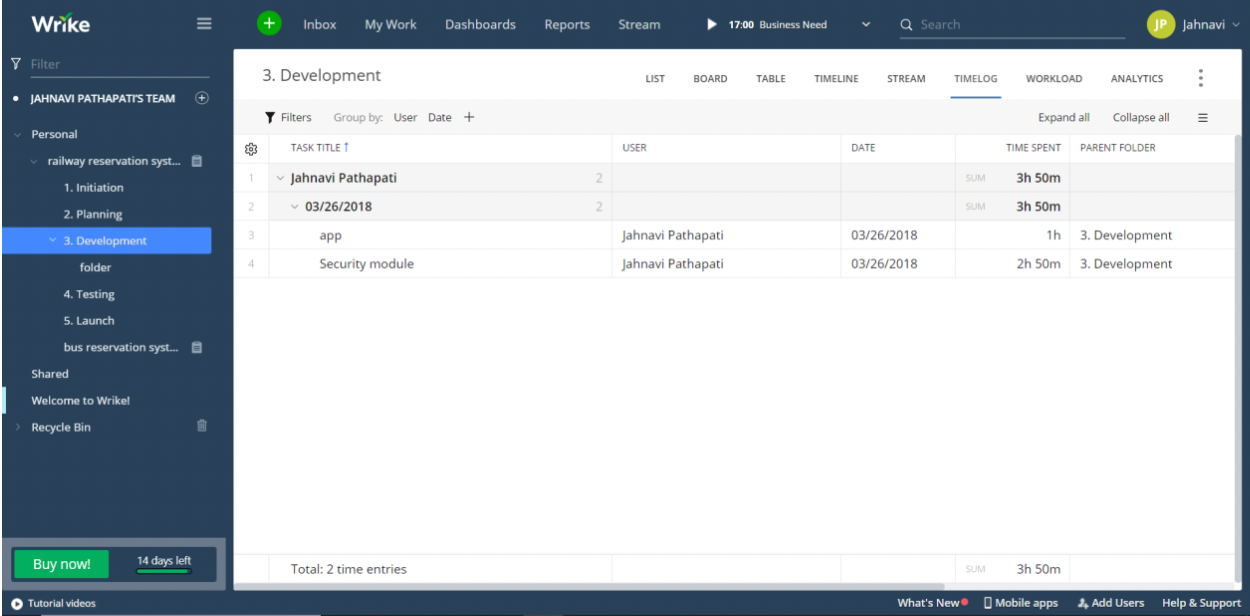 Wrike
Inbox My Work Dashboards Reports Stream 17:00 Business Need Search JP Jahnavi
Filter
JAHNAVI PATHAPATI'S TEAM
Personal
railway reservation syst...
1. Initiation
2. Planning
3. Development
folder
4. Testing
5. Launch
bus reservation syst...
Shared
Welcome to Wrike!
Recycle Bin
Buy now! 14 days left
3. Development LIST BOARD TABLE TIMELINE STREAM TIMELOG WORKLOAD ANALYTICS
Filters Group by: User Date + Expand all Collapse all
TASK TITLE ↑ USER DATE TIME SPENT PARENT FOLDER
1 Jahnavi Pathapati 2 SUM 3h 50m
2 03/26/2018 2 SUM 3h 50m
3 app Jahnavi Pathapati 03/26/2018 1h 3. Development
4 Security module Jahnavi Pathapati 03/26/2018 2h 50m 3. Development
Total: 2 time entries SUM 3h 50m
Tutorial videos What's New Mobile apps Add Users Help & Support